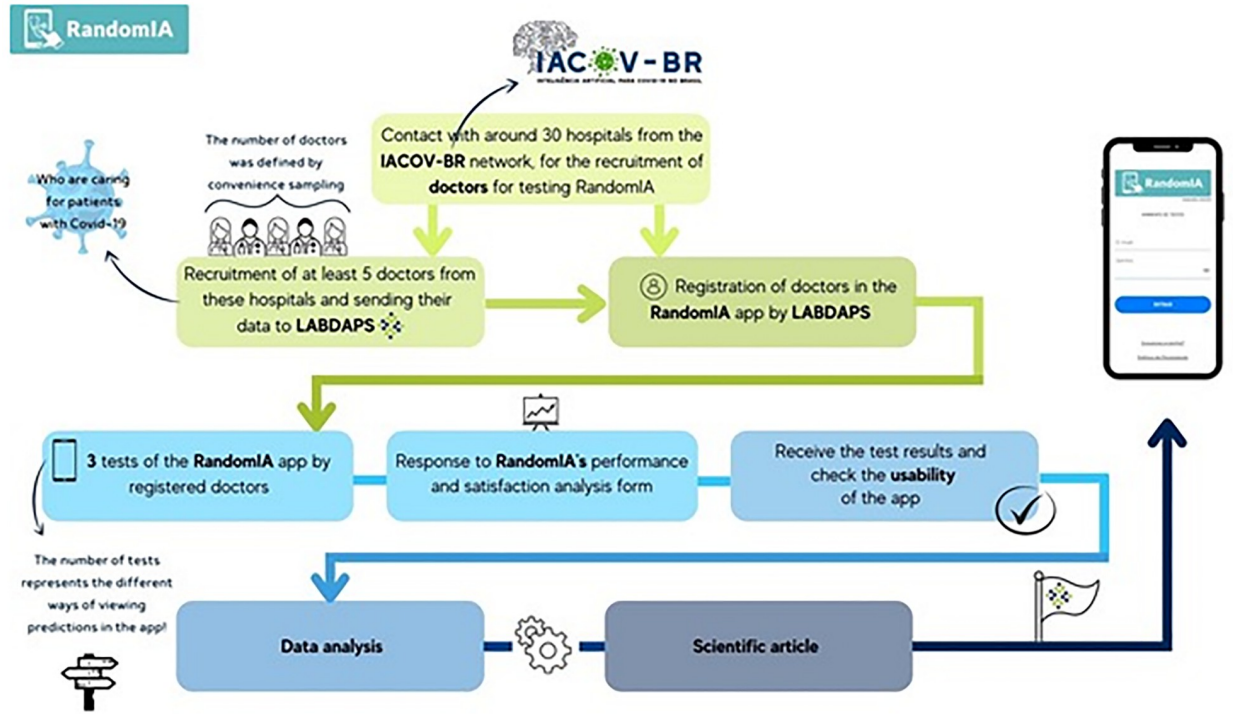 RandomIA
IACOV-BR
INTELIGÊNCIA ARTIFICIAL PARA COVID-19 NO BRASIL
Contact with around 30 hospitals from the
IACOV-BR network, for the recruitment of
doctors for testing RandomIA
The number of doctors
was defined by
convenience sampling
Who are caring
for patients
with Covid-19
Recruitment of at least 5 doctors from
these hospitals and sending their
data to LABDAPS
Registration of doctors in the
RandomIA app by LABDAPS
RandomIA
E-mail
ENTRAR
3 tests of the RandomIA app by
registered doctors
Response to RandomIA's performance
and satisfaction analysis form
Receive the test results and
check the usability
of the app
The number of tests
represents the different
ways of viewing
predictions in the app!
Data analysis
Scientific article